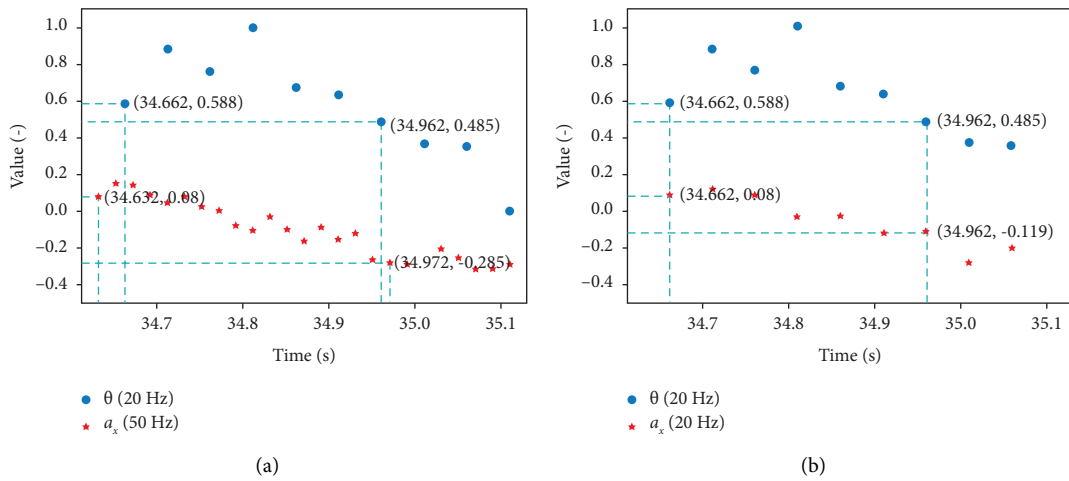 1.0
0.8
0.6
0.4
0.2
0.0
−0.2
−0.4
Value (-)
(34.662, 0.588)
(34.962, 0.485)
(34.632, 0.08)
(34.972, -0.285)
34.7 34.8 34.9 35.0 35.1
Time (s)
θ (20 Hz)
aₓ (50 Hz)
(a)
1.0
0.8
0.6
0.4
0.2
0.0
−0.2
−0.4
Value (-)
(34.662, 0.588)
(34.962, 0.485)
(34.662, 0.08)
(34.962, -0.119)
34.7 34.8 34.9 35.0 35.1
Time (s)
θ (20 Hz)
aₓ (20 Hz)
(b)